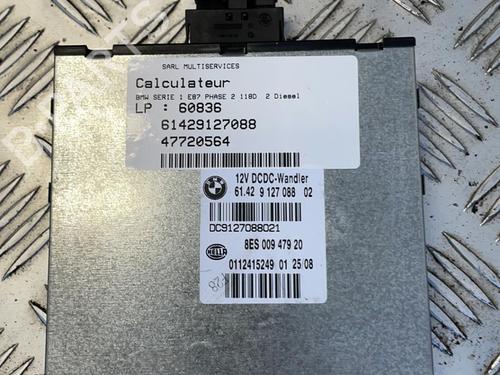 SARL MULTISERVICES
Calculateur
BMW SERIE 1 E87 PHASE 2 118D 2 Diesel
LP : 60836
61429127088
47720564
12V DCDC-Wandler
61.42 9 127 088 02
DC9127088021
8ES 009 479 20
HELLA
0112415249 01 25/08